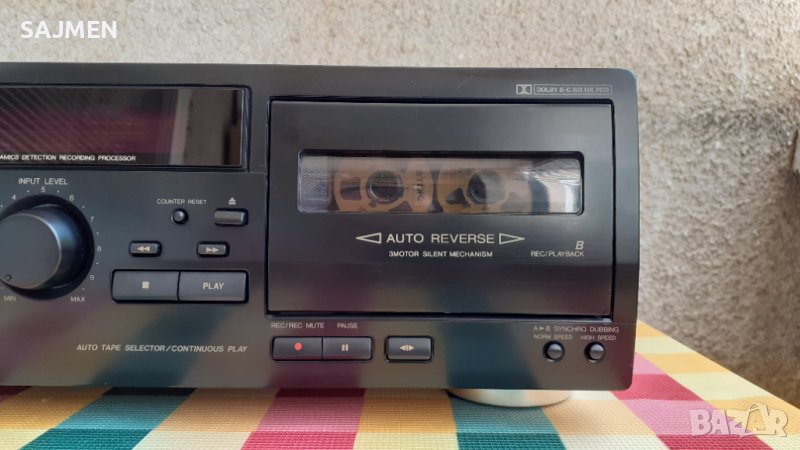 SAJMEN
DOLBY B-C NR HX PRO
AMICS DETECTION RECORDING PROCESSOR
INPUT LEVEL
4 5 6 7 8 9
MIN MAX
COUNTER RESET
PLAY
AUTO REVERSE
3MOTOR SILENT MECHANISM
B
REC/PLAYBACK
AUTO TAPE SELECTOR/CONTINUOUS PLAY
REC/REC MUTE PAUSE
A►B SYNCHRO DUBBING
NORM SPEED HIGH SPEED
BAZAR